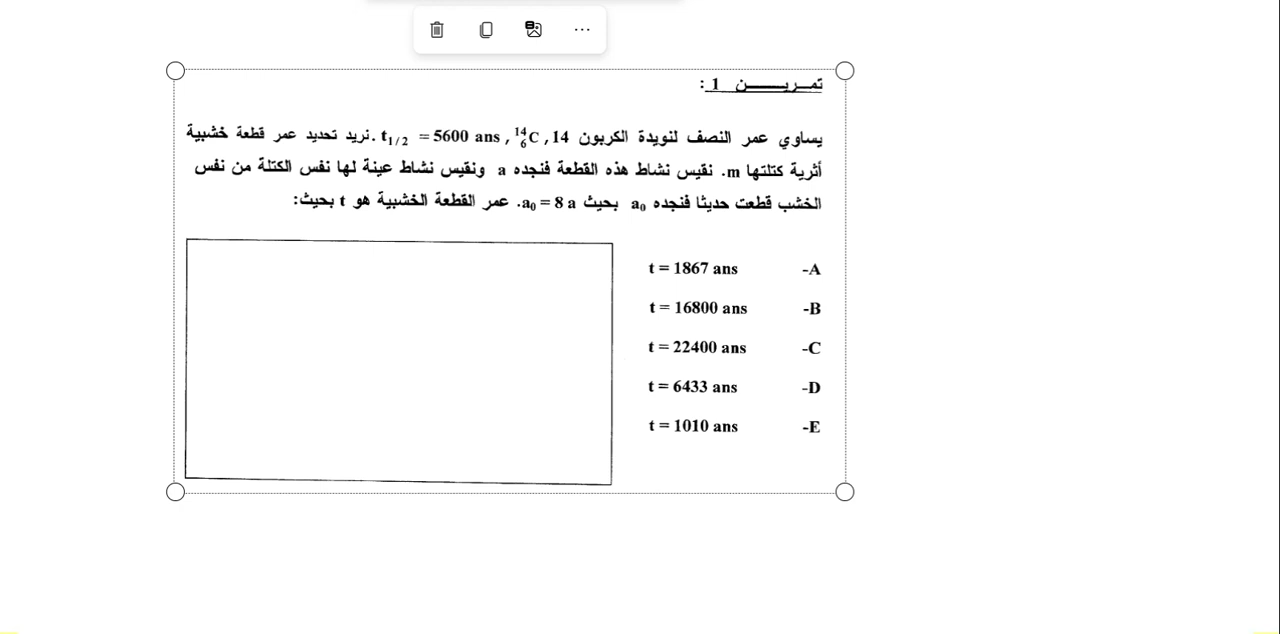 تمريـن 1 :
يساوي عمر النصف لنويدة الكربون 14, ¹⁴₆C , t₁/₂ = 5600 ans .نريد تحديد عمر قطعة خشبية
أثرية كتلتها m. نقيس نشاط هذه القطعة فنجده a ونقيس نشاط عينة لها نفس الكتلة من نفس
الخشب قطعت حديثا فنجده a₀ بحيث a₀ = 8 a. عمر القطعة الخشبية هو t بحيث:
-A t = 1867 ans
-B t = 16800 ans
-C t = 22400 ans
-D t = 6433 ans
-E t = 1010 ans